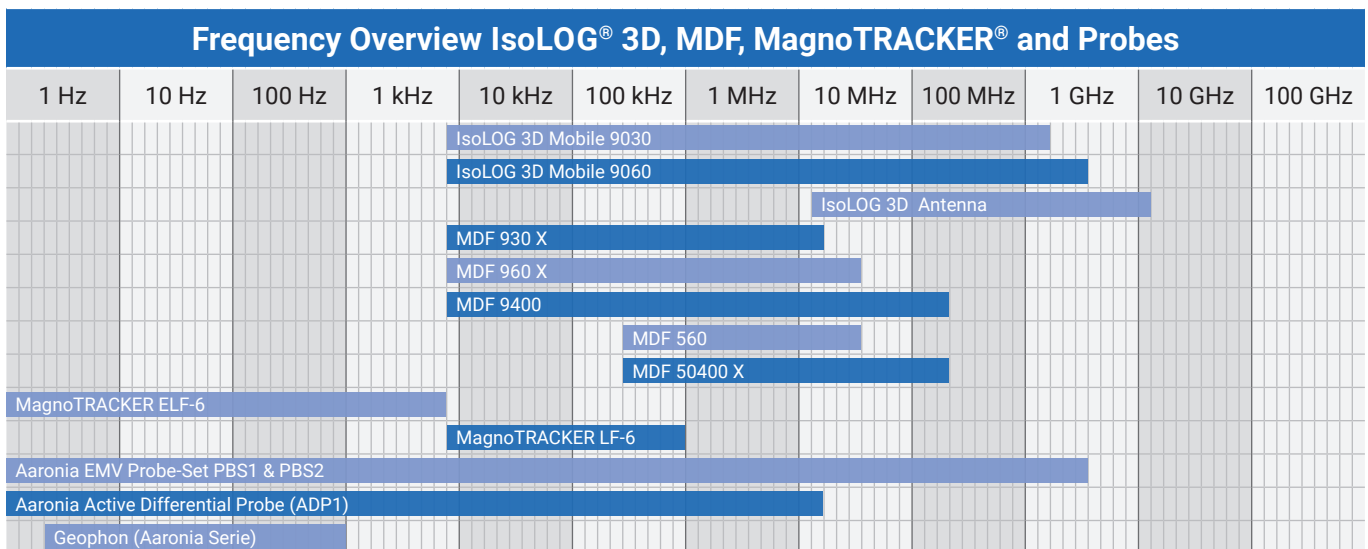 Frequency Overview IsoLOG® 3D, MDF, MagnoTRACKER® and Probes
1 Hz 10 Hz 100 Hz 1 kHz 10 kHz 100 kHz 1 MHz 10 MHz 100 MHz 1 GHz 10 GHz 100 GHz
IsoLOG 3D Mobile 9030
IsoLOG 3D Mobile 9060
IsoLOG 3D Antenna
MDF 930 X
MDF 960 X
MDF 9400
MDF 560
MDF 50400 X
MagnoTRACKER ELF-6
MagnoTRACKER LF-6
Aaronia EMV Probe-Set PBS1 & PBS2
Aaronia Active Differential Probe (ADP1)
Geophon (Aaronia Serie)